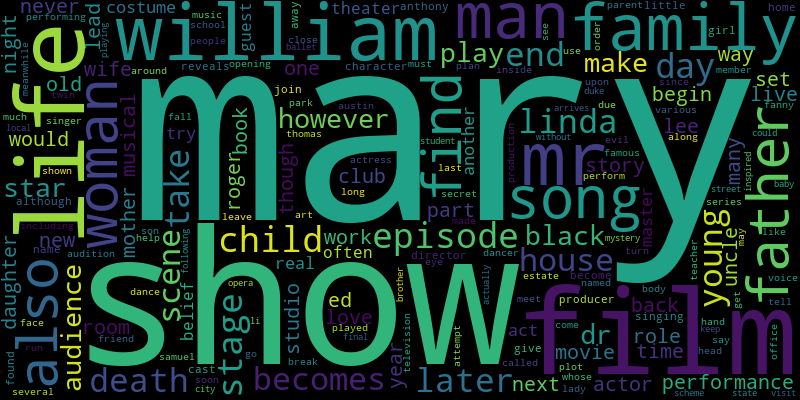 performing
music
never
costume
theater
anthony
away
little
parent
home
lead
guest
school
people
william
man
family
playing
close
order
girl
night
meanwhile
reveals
ballet
character
must
see
use
around
opening
play
end
make
way
wife
plan
inside
day
since
upon
member
set
old
one
join
duke
twin
park
austin
begin
various
live
fanny
much
singer
musical
fall
book
however
linda
due
could
local
would
try
thomas
another
student
lee
without
evil
along
life
woman
mary
find
mr
father
though
roger
actress
last
story
famous
many
production
shown
star
take
club
secret
song
perform
master
inspired
baby
although
mother
long
part
made
street
including
leave
art
child
episode
black
mystery
series
new
work
young
uncle
like
name
son
scene
often
director
dancer
house
turn
teacher
may
voice
audition
help
following
real
eye
estate
become
body
get
tell
daughter
also
audience
belief
show
stage
dance
opera
brother
actually
meet
named
film
office
face
room
studio
ed
producer
back
hand
friend
li
love
television
act
dr
role
singing
keep
say
found
run
samuel
played
year
attempt
give
come
movie
time
head
cast
go
break
final
called
plot
several
death
soon
becomes
later
next
whose
actor
performance
city
lady
scheme
state
visit
arrives